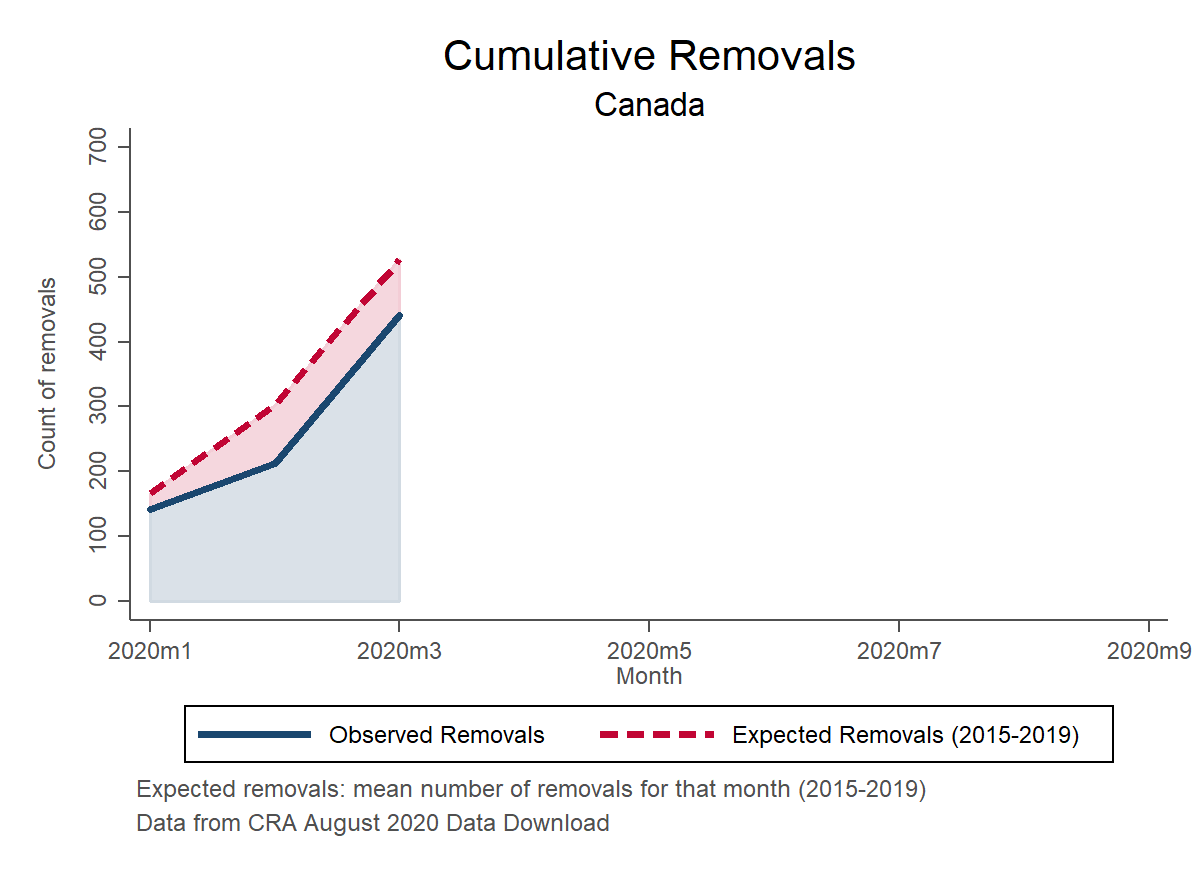 Cumulative Removals
Canada
Count of removals
700
600
500
400
300
200
100
0
2020m1 2020m3 2020m5 2020m7 2020m9
Month
Observed Removals Expected Removals (2015-2019)
Expected removals: mean number of removals for that month (2015-2019)
Data from CRA August 2020 Data Download